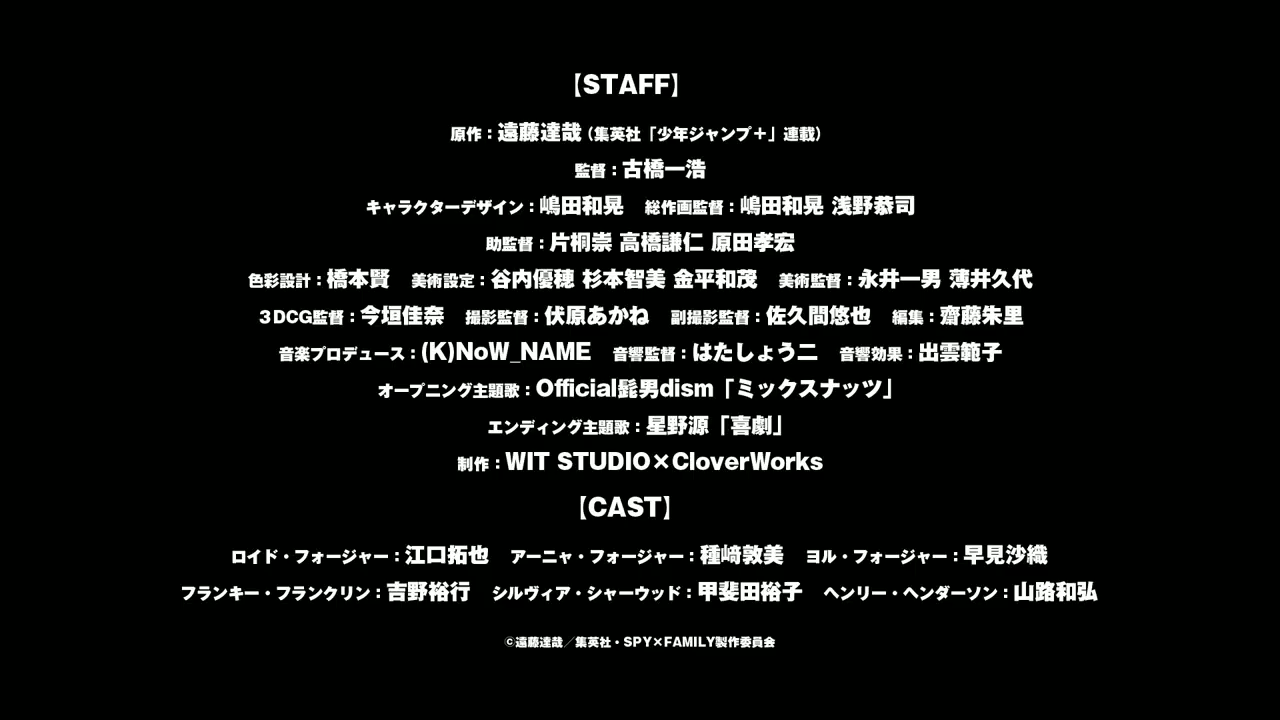 【STAFF】
原作：遠藤達哉（集英社「少年ジャンプ＋」連載）
監督：古橋一浩
キャラクターデザイン：嶋田和晃　総作画監督：嶋田和晃 浅野恭司
助監督：片桐崇 高橋謙仁 原田孝宏
色彩設計：橋本賢　美術設定：谷内優穂 杉本智美 金平和茂　美術監督：永井一男 薄井久代
３DCG監督：今垣佳奈　撮影監督：伏原あかね　副撮影監督：佐久間悠也　編集：齋藤朱里
音楽プロデュース：(K)NoW_NAME　音響監督：はたしょう二　音響効果：出雲範子
オープニング主題歌：Official髭男dism「ミックスナッツ」
エンディング主題歌：星野源「喜劇」
制作：WIT STUDIO×CloverWorks
【CAST】
ロイド・フォージャー：江口拓也　アーニャ・フォージャー：種﨑敦美　ヨル・フォージャー：早見沙織
フランキー・フランクリン：吉野裕行　シルヴィア・シャーウッド：甲斐田裕子　ヘンリー・ヘンダーソン：山路和弘
©遠藤達哉／集英社・SPY×FAMILY製作委員会